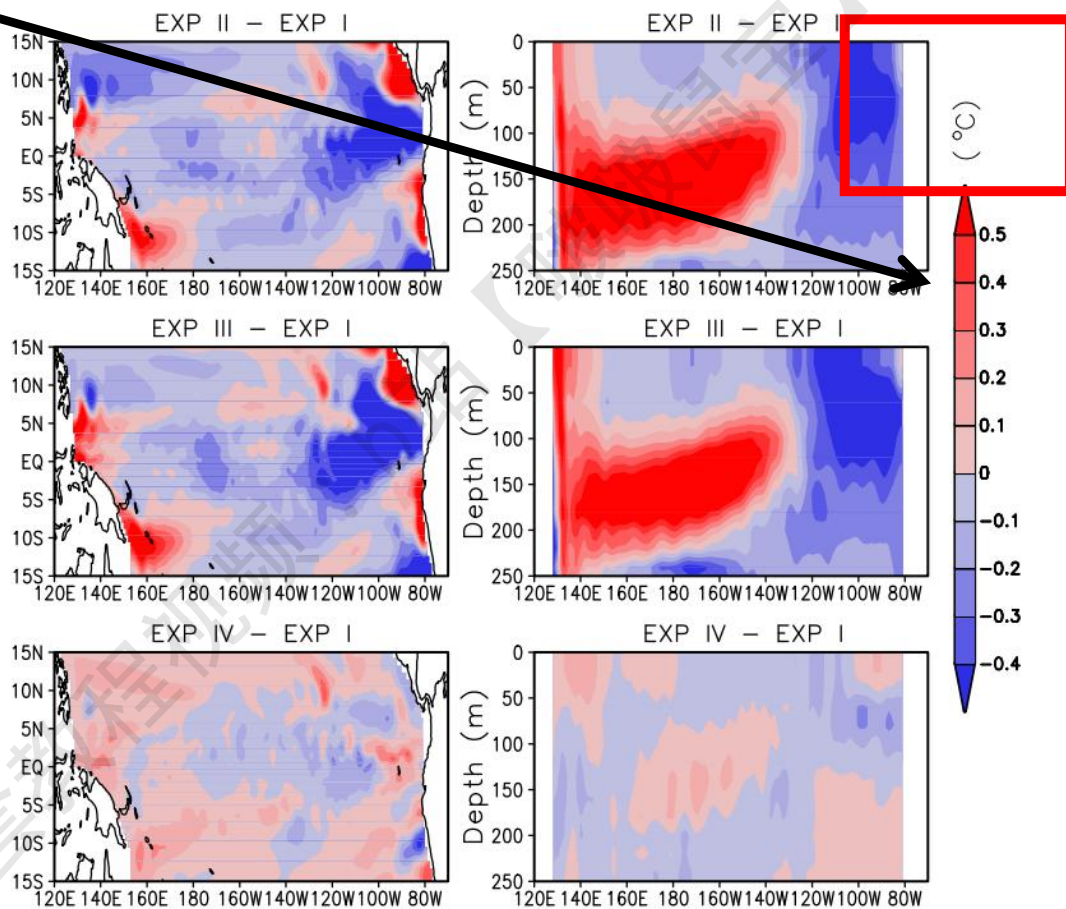 EXP II − EXP I
15N
10N
5N
EQ
5S
10S
15S
120E 140E 160E 180 160W 140W 120W 100W 80W
EXP II − EXP I
Depth (m)
0
50
100
150
200
250
120E 140E 160E 180 160W 140W 120W 100W 80W
(°C)
0.5
0.4
0.3
0.2
0.1
0
−0.1
−0.2
−0.3
−0.4
EXP III − EXP I
15N
10N
5N
EQ
5S
10S
15S
120E 140E 160E 180 160W 140W 120W 100W 80W
EXP III − EXP I
Depth (m)
0
50
100
150
200
250
120E 140E 160E 180 160W 140W 120W 100W 80W
EXP IV − EXP I
15N
10N
5N
EQ
5S
10S
15S
120E 140E 160E 180 160W 140W 120W 100W 80W
EXP IV − EXP I
Depth (m)
0
50
100
150
200
250
120E 140E 160E 180 160W 140W 120W 100W 80W